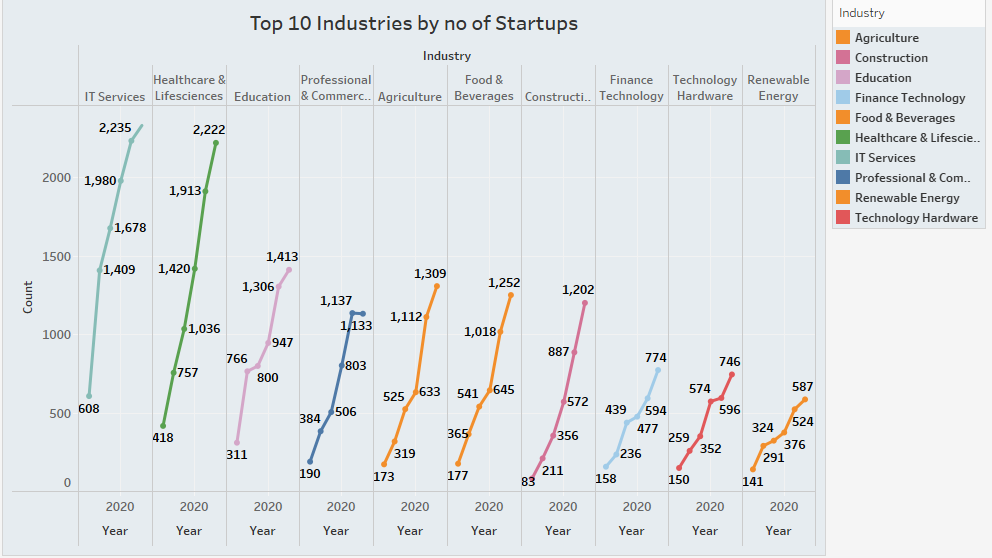 Top 10 Industries by no of Startups
Industry
IT Services
Healthcare &
Lifesciences
Education
Professional
& Commerc..
Agriculture
Food &
Beverages
Constructi..
Finance
Technology
Technology
Hardware
Renewable
Energy
Count
2000
1500
1000
500
0
608
1,409
1,678
1,980
2,235
418
757
1,036
1,420
1,913
2,222
311
766
800
947
1,306
1,413
190
384
506
803
1,137
1,133
173
319
525
633
1,112
1,309
177
365
541
645
1,018
1,252
83
211
356
572
887
1,202
158
236
439
477
594
774
150
259
352
574
596
746
141
291
324
376
524
587
2020 2020 2020 2020 2020 2020 2020 2020 2020 2020
Year Year Year Year Year Year Year Year Year Year
Industry
Agriculture
Construction
Education
Finance Technology
Food & Beverages
Healthcare & Lifescie..
IT Services
Professional & Com..
Renewable Energy
Technology Hardware